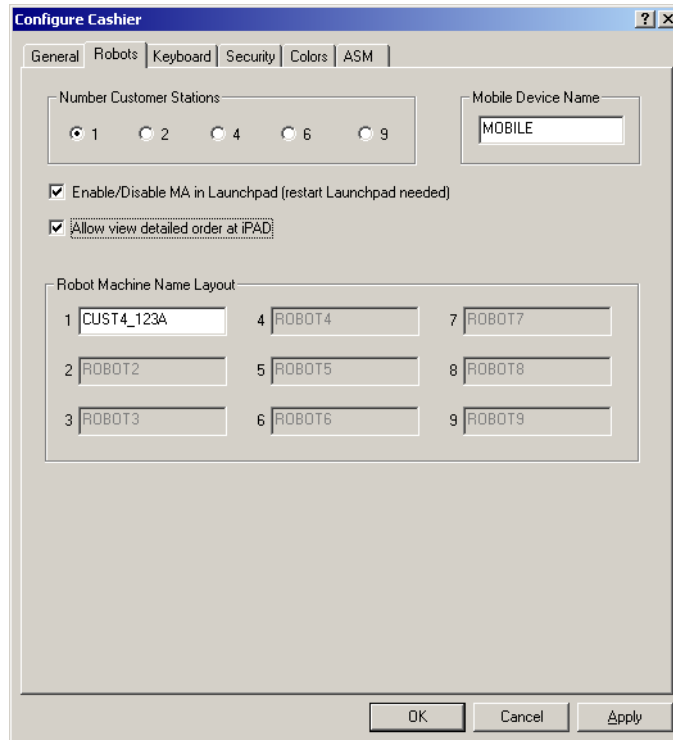 Configure Cashier
General Robots Keyboard Security Colors ASM
Number Customer Stations Mobile Device Name
1 2 4 6 9 MOBILE
Enable/Disable MA in Launchpad (restart Launchpad needed)
Allow view detailed order at iPAD
Robot Machine Name Layout
1 CUST4_123A 4 ROBOT4 7 ROBOT7
2 ROBOT2 5 ROBOT5 8 ROBOT8
3 ROBOT3 6 ROBOT6 9 ROBOT9
OK Cancel Apply